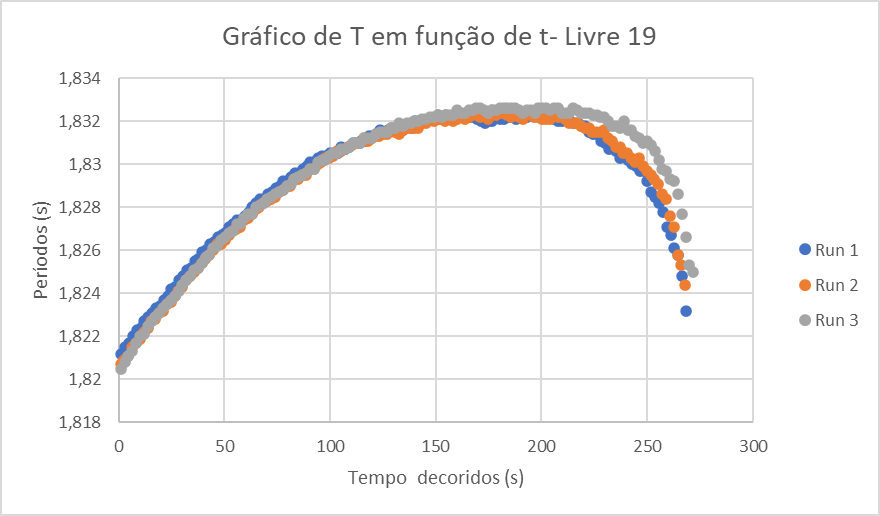 Gráfico de T em função de t- Livre 19
1,834
1,832
1,83
1,828
1,826
1,824
1,822
1,82
1,818
Períodos (s)
0 50 100 150 200 250 300
Tempo decoridos (s)
Run 1
Run 2
Run 3